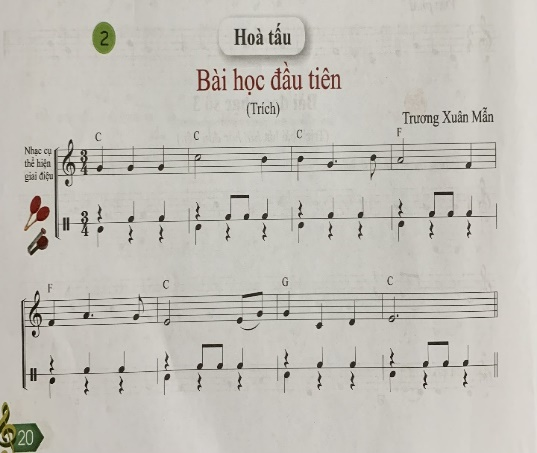 2
Hoà tấu
Bài học đầu tiên
(Trích)
Trương Xuân Mẫn
C C C F
Nhạc cụ
thể hiện
giai điệu
3
4
3
4
F C G C
20